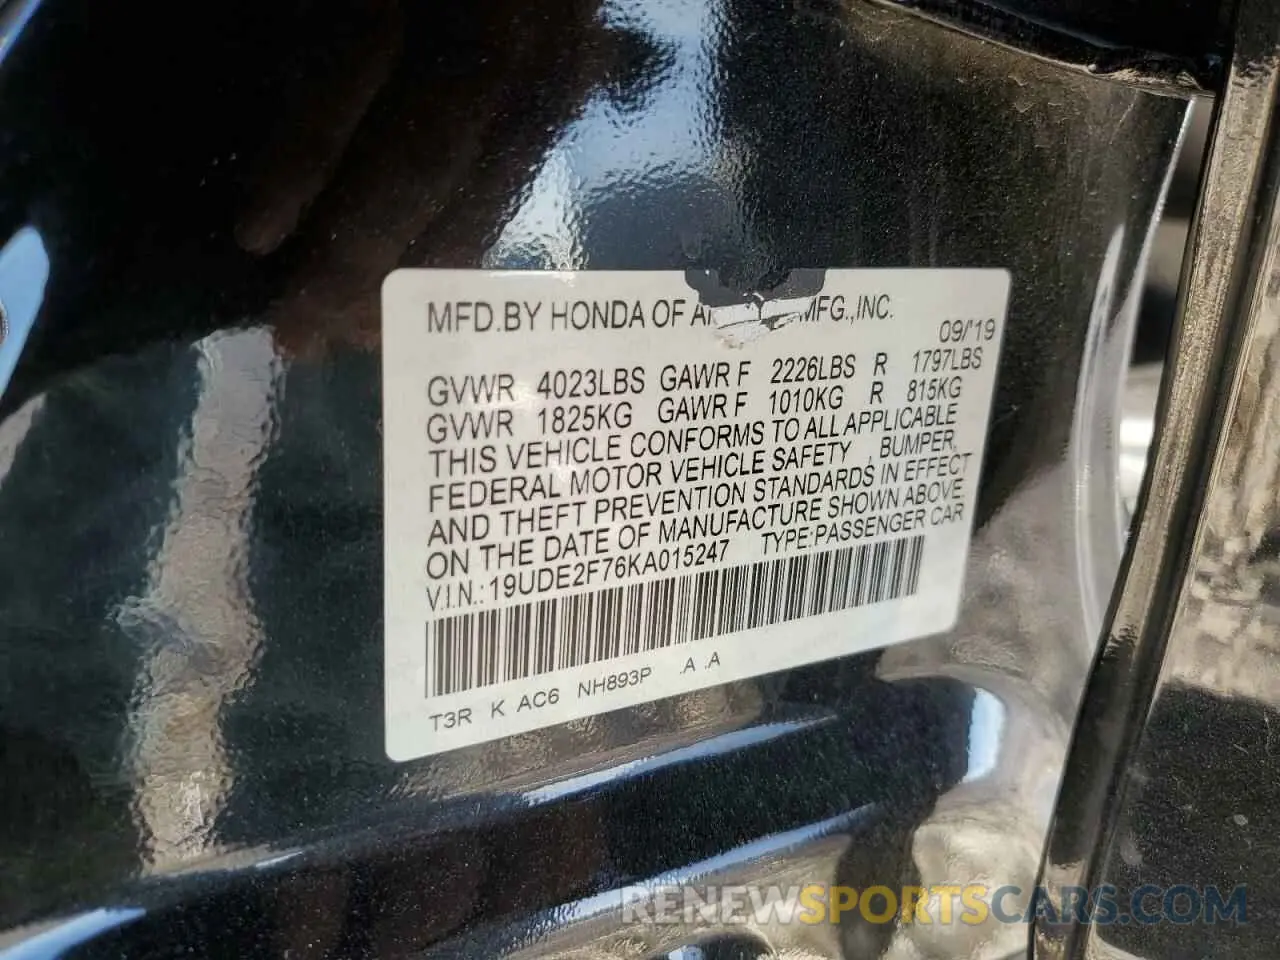 MFD.BY HONDA OF MFG.,INC.
09/'19
GVWR 4023LBS GAWR F 2226LBS R 1797LBS
GVWR 1825KG GAWR F 1010KG R 815KG
THIS VEHICLE CONFORMS TO ALL APPLICABLE
FEDERAL MOTOR VEHICLE SAFETY , BUMPER,
AND THEFT PREVENTION STANDARDS IN EFFECT
ON THE DATE OF MANUFACTURE SHOWN ABOVE.
V.I.N.: 19UDE2F76KA015247 TYPE:PASSENGER CAR
T3R K AC6 NH893P .A .A
RENEWSPORTSCARS.COM